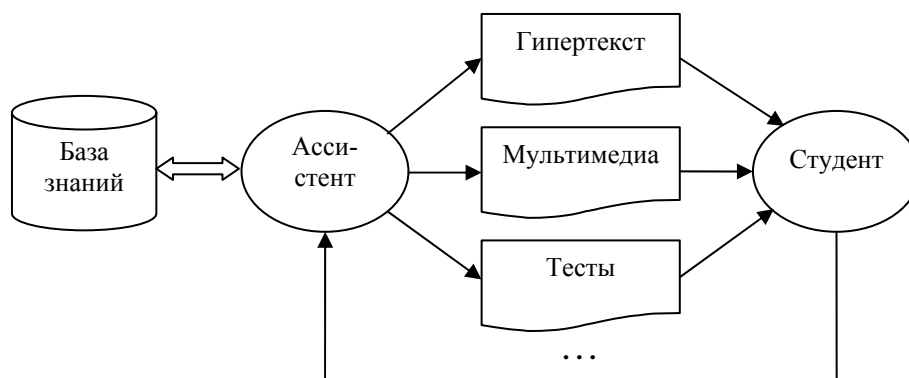 Гипертекст
База
знаний
Асси-
стент
Мультимедиа
Студент
Тесты
...